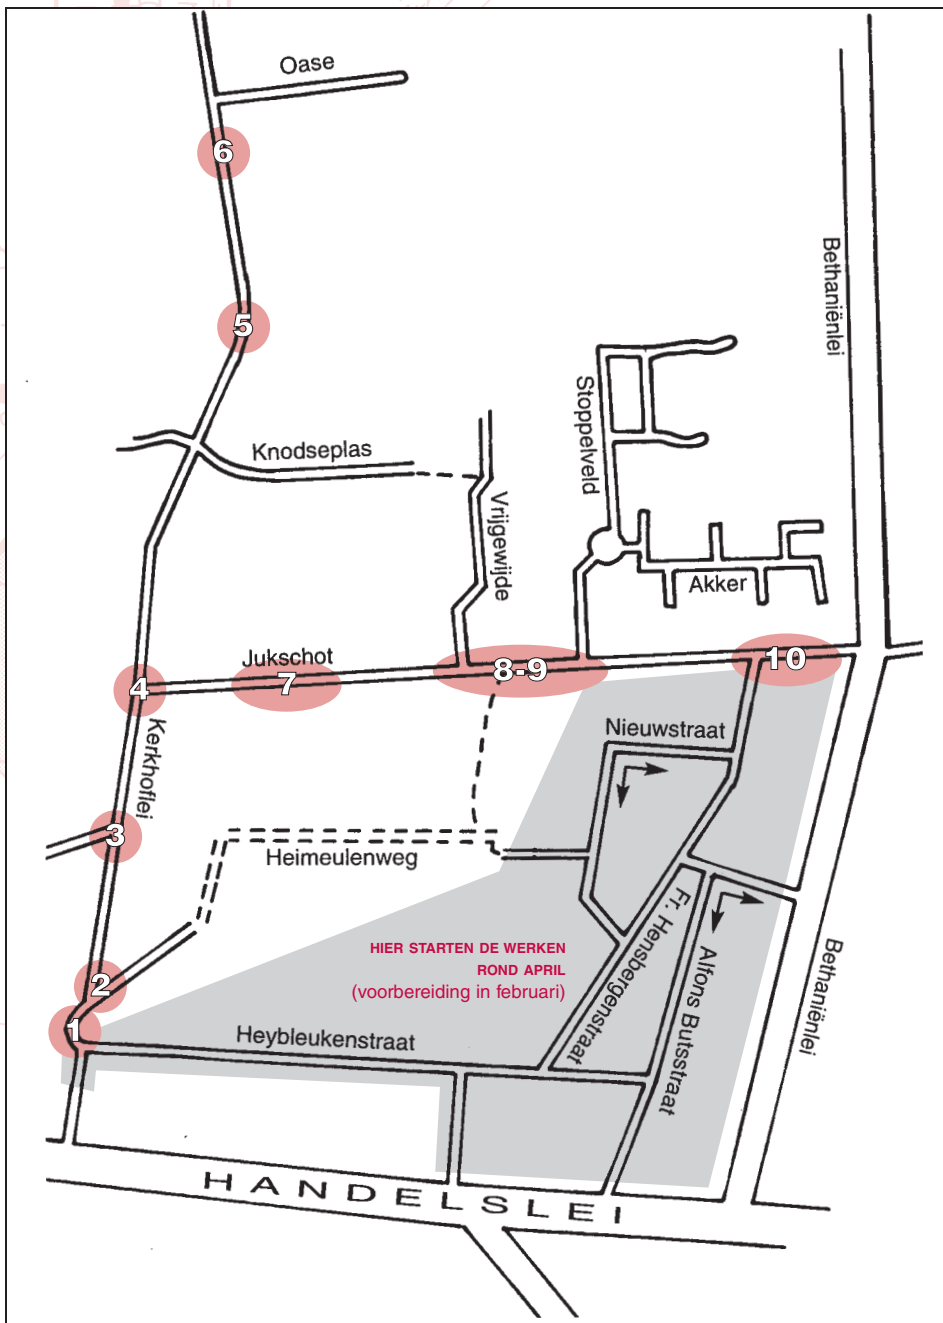 Oase
6
Bethaniënlei
5
Stoppelveld
Knodseplas
Vrijgewijde
Akker
Jukschot
4
7
8-9
10
Kerkhoflei
Nieuwstraat
3
Heimeulenweg
Fr. Hensbergenstraat
HIER STARTEN DE WERKEN
ROND APRIL
(voorbereiding in februari)
Alfons Butsstraat
Bethaniënlei
2
1
Heybleukenstraat
HANDELSLEI